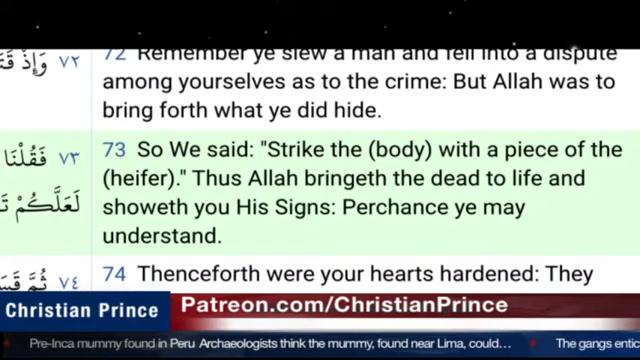 ٧٢ 72 Remember ye slew a man and fell into a dispute
among yourselves as to the crime: But Allah was to
bring forth what ye did hide.
فَقُلْنَا ٧٣ 73 So We said: "Strike the (body) with a piece of the
(heifer)." Thus Allah bringeth the dead to life and
لَعَلَّكُمْ showeth you His Signs: Perchance ye may
understand.
٧٤ 74 Thenceforth were your hearts hardened: They
Christian Prince Patreon.com/ChristianPrince
Pre-Inca mummy found in Peru Archaeologists think the mummy, found near Lima, could... The gangs entic